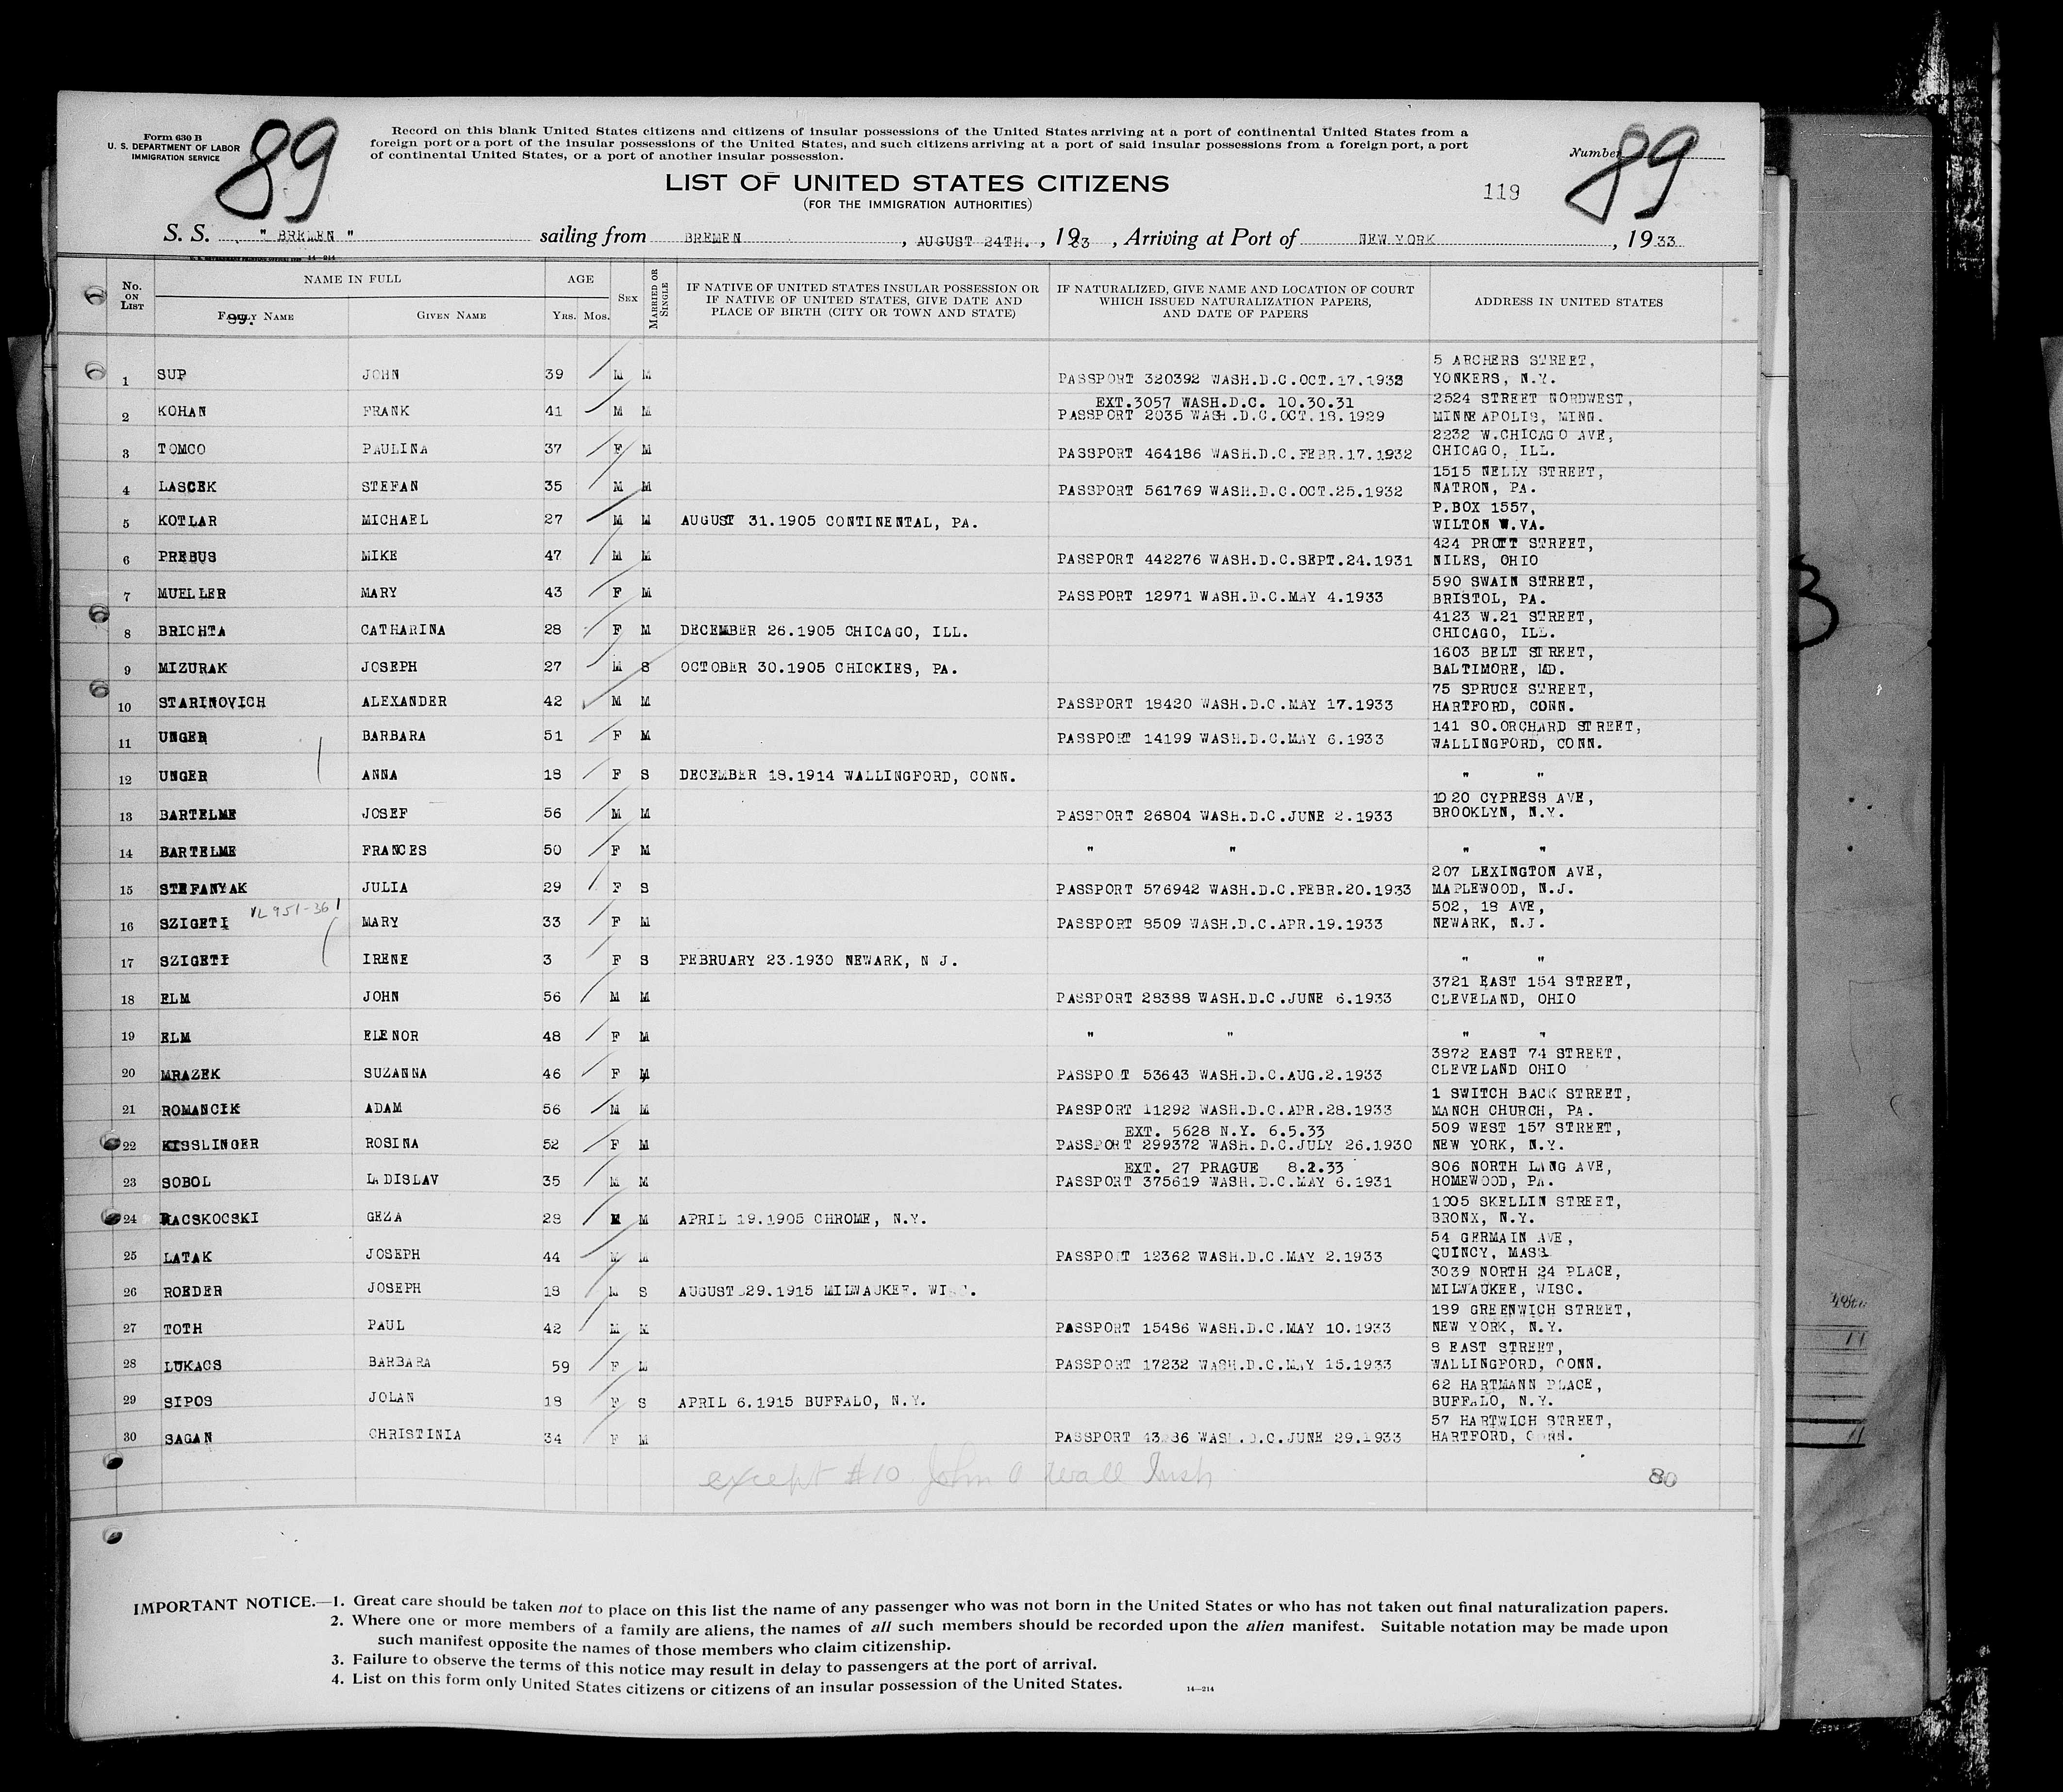 Form 630 B
U. S. DEPARTMENT OF LABOR
IMMIGRATION SERVICE
89
Record on this blank United States citizens and citizens of insular possessions of the United States arriving at a port of continental United States from a
foreign port or a port of the insular possessions of the United States, and such citizens arriving at a port of said insular possessions from a foreign port, a port
of continental United States, or a port of another insular possession.
Number 89
LIST OF UNITED STATES CITIZENS
(FOR THE IMMIGRATION AUTHORITIES)
119
S. S. " BREMEN " sailing from BREMEN , AUGUST 24TH. , 1933 , Arriving at Port of NEW YORK , 1933
14-214
No. ON LIST NAME IN FULL AGE SEX MARRIED OR SINGLE IF NATIVE OF UNITED STATES INSULAR POSSESSION OR IF NATIVE OF UNITED STATES, GIVE DATE AND PLACE OF BIRTH (CITY OR TOWN AND STATE) IF NATURALIZED, GIVE NAME AND LOCATION OF COURT WHICH ISSUED NATURALIZATION PAPERS, AND DATE OF PAPERS ADDRESS IN UNITED STATES
FAMILY NAME GIVEN NAME YRS. MOS.
89.
5 ARCHERS STREET,
1 SUP JOHN 39 M M PASSPORT 320392 WASH.D.C.OCT.17.1932 YONKERS, N.Y.
EXT.3057 WASH.D.C. 10.30.31 2524 STREET NORDWEST,
2 KOHAN FRANK 41 M M PASSPORT 2035 WASH.D.C.OCT.18.1929 MINNEAPOLIS, MINN.
2232 W.CHICAGO AVE,
3 TOMCO PAULINA 37 F M PASSPORT 464186 WASH.D.C.FEBR.17.1932 CHICAGO, ILL.
1515 NELLY STREET,
4 LASCEK STEFAN 35 M M PASSPORT 561769 WASH.D.C.OCT.25.1932 NATRON, PA.
P.BOX 1557,
5 KOTLAR MICHAEL 27 M M AUGUST 31.1905 CONTINENTAL, PA. WILTON W.VA.
424 PROTT STREET,
6 PREBUS MIKE 47 M M PASSPORT 442276 WASH.D.C.SEPT.24.1931 NILES, OHIO
590 SWAIN STREET,
7 MUELLER MARY 43 F M PASSPORT 12971 WASH.D.C.MAY 4.1933 BRISTOL, PA.
4123 W.21 STREET,
8 BRICHTA CATHARINA 28 F M DECEMBER 26.1905 CHICAGO, ILL. CHICAGO, ILL.
1603 BELT STREET,
9 MIZURAK JOSEPH 27 M S OCTOBER 30.1905 CHICKIES, PA. BALTIMORE, MD.
75 SPRUCE STREET,
10 STARINOVICH ALEXANDER 42 M M PASSPORT 18420 WASH.D.C.MAY 17.1933 HARTFORD, CONN.
141 SO.ORCHARD STREET,
11 UNGER BARBARA 51 F M PASSPORT 14199 WASH.D.C.MAY 6.1933 WALLINGFORD, CONN.
12 UNGER ANNA 18 F S DECEMBER 18.1914 WALLINGFORD, CONN. " "
1020 CYPRESS AVE,
13 BARTELME JOSEF 56 M M PASSPORT 26804 WASH.D.C.JUNE 2.1933 BROOKLYN, N.Y.
14 BARTELME FRANCES 50 F M " " " "
207 LEXINGTON AVE,
15 STEFANYAK JULIA 29 F S PASSPORT 576942 WASH.D.C.FEBR.20.1933 MAPLEWOOD, N.J.
VL 951-361 502, 18 AVE,
16 SZIGETI MARY 33 F M PASSPORT 8509 WASH.D.C.APR.19.1933 NEWARK, N.J.
17 SZIGETI IRENE 3 F S FEBRUARY 23.1930 NEWARK, N J. " "
3721 EAST 154 STREET,
18 ELM JOHN 56 M M PASSPORT 28388 WASH.D.C.JUNE 6.1933 CLEVELAND, OHIO
19 ELM ELENOR 48 F M " " " "
3872 EAST 74 STREET,
20 MRAZEK SUZANNA 46 F M PASSPO T 53643 WASH.D.C.AUG.2.1933 CLEVELAND OHIO
1 SWITCH BACK STREET,
21 ROMANCIK ADAM 56 M M PASSPORT 11292 WASH.D.C.APR.28.1933 MANCH CHURCH, PA.
EXT. 5628 N.Y. 6.5.33 509 WEST 157 STREET,
22 KISSLINGER ROSINA 52 F M PASSPORT 299372 WASH.D.C.JULY 26.1930 NEW YORK, N.Y.
EXT. 27 PRAGUE 8.2.33 806 NORTH LANG AVE,
23 SOBOL LADISLAV 35 M M PASSPORT 375619 WASH.D.C.MAY 6.1931 HOMEWOOD, PA.
1005 SKELLIN STREET,
24 RACSKOCSKI GEZA 28 M M APRIL 19.1905 CHROME, N.Y. BRONX, N.Y.
54 GERMAIN AVE,
25 LATAK JOSEPH 44 M M PASSPORT 12362 WASH.D.C.MAY 2.1933 QUINCY, MASS.
3039 NORTH 24 PLACE,
26 ROEDER JOSEPH 18 M S AUGUST 29.1915 MILWAUKEE. WISC. MILWAUKEE, WISC.
189 GREENWICH STREET,
27 TOTH PAUL 42 M M PASSPORT 15486 WASH.D.C.MAY 10.1933 NEW YORK, N.Y.
8 EAST STREET,
28 LUKACS BARBARA 59 F M PASSPORT 17232 WASH.D.C.MAY 15.1933 WALLINGFORD, CONN.
62 HARTMANN PLACE,
29 SIPOS JOLAN 18 F S APRIL 6.1915 BUFFALO, N.Y. BUFFALO, N.Y.
57 HARTWICH STREET,
30 SAGAN CHRISTINIA 34 F M PASSPORT WASH.D.C.JUNE 29.1933 HARTFORD, CONN.
except #10 John A Wall Insp 80
IMPORTANT NOTICE.—1. Great care should be taken not to place on this list the name of any passenger who was not born in the United States or who has not taken out final naturalization papers.
2. Where one or more members of a family are aliens, the names of all such members should be recorded upon the alien manifest. Suitable notation may be made upon
such manifest opposite the names of those members who claim citizenship.
3. Failure to observe the terms of this notice may result in delay to passengers at the port of arrival.
4. List on this form only United States citizens or citizens of an insular possession of the United States.
14—214